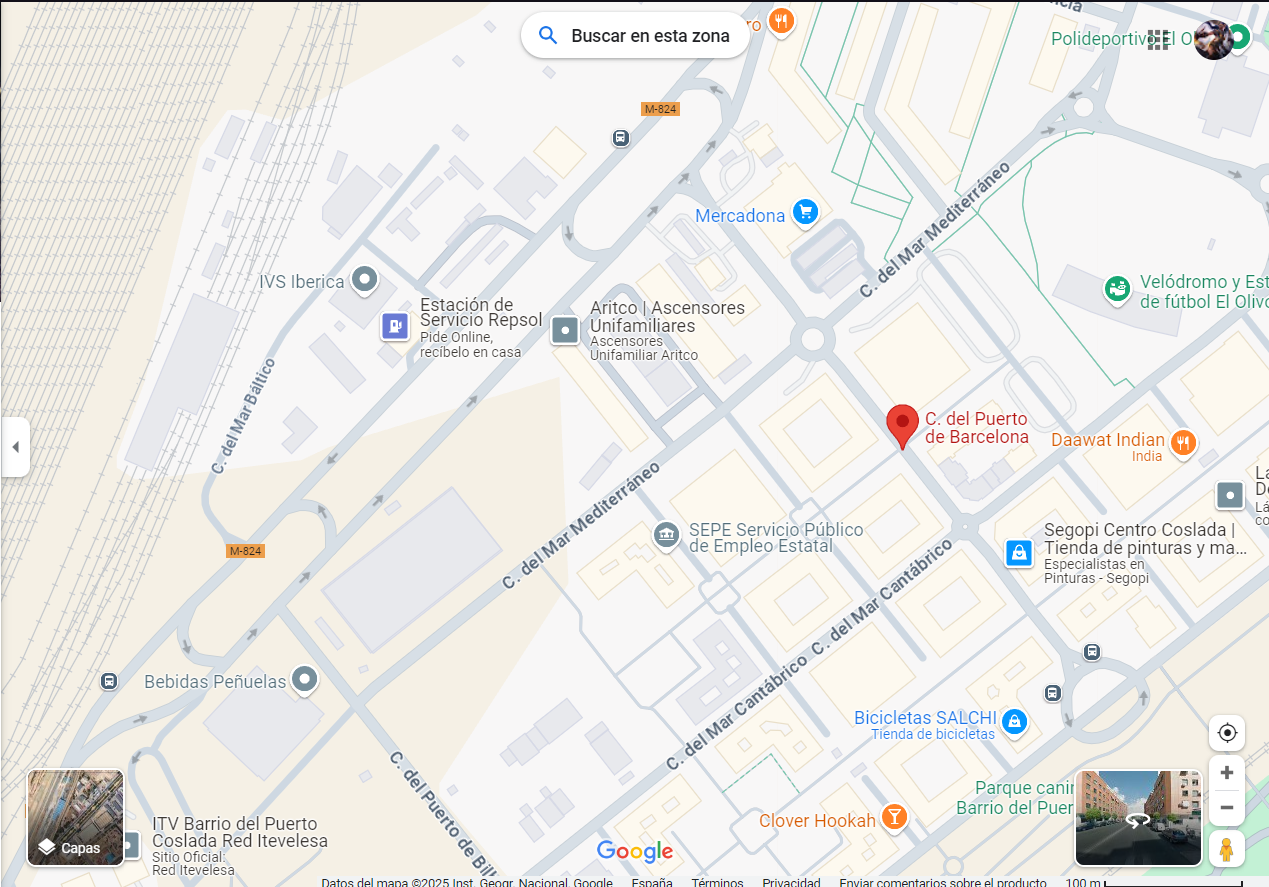 Buscar en esta zona
Polideportivo El O
M-824
Mercadona
C. del Mar Mediterráneo
IVS Iberica
Estación de
Servicio Repsol
Pide Online,
recíbelo en casa
Aritco | Ascensores
Unifamiliares
Ascensores
Unifamiliar Aritco
Velódromo y Est
de fútbol El Olivo
C. del Mar Báltico
C. del Puerto
de Barcelona
Daawat Indian
India
C. del Mar Mediterráneo
SEPE Servicio Público
de Empleo Estatal
Segopi Centro Coslada |
Tienda de pinturas y ma...
Especialistas en
Pinturas - Segopi
M-824
C. del Mar Cantábrico
C. del Mar Cantábrico
Bebidas Peñuelas
Bicicletas SALCHI
Tienda de bicicletas
C. del Puerto de Bilb
Parque canin
Barrio del Puer
Clover Hookah
ITV Barrio del Puerto
Coslada Red Itevelesa
Sitio Oficial:
Red Itevelesa
Capas
Google
Datos del mapa ©2025 Inst. Geogr. Nacional, Google España Términos Privacidad Enviar comentarios sobre el producto 100 m